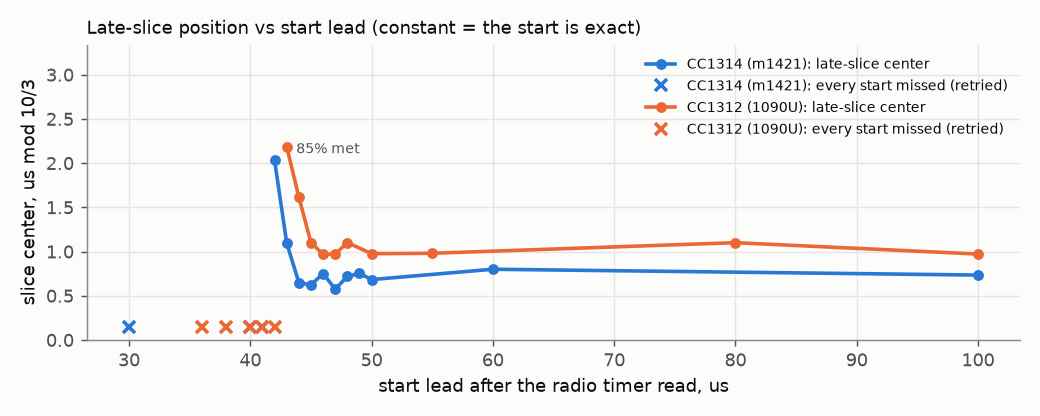 Late-slice position vs start lead (constant = the start is exact)
CC1314 (m1421): late-slice center
CC1314 (m1421): every start missed (retried)
CC1312 (1090U): late-slice center
CC1312 (1090U): every start missed (retried)
85% met
slice center, us mod 10/3
3.0
2.5
2.0
1.5
1.0
0.5
0.0
30 40 50 60 70 80 90 100
start lead after the radio timer read, us